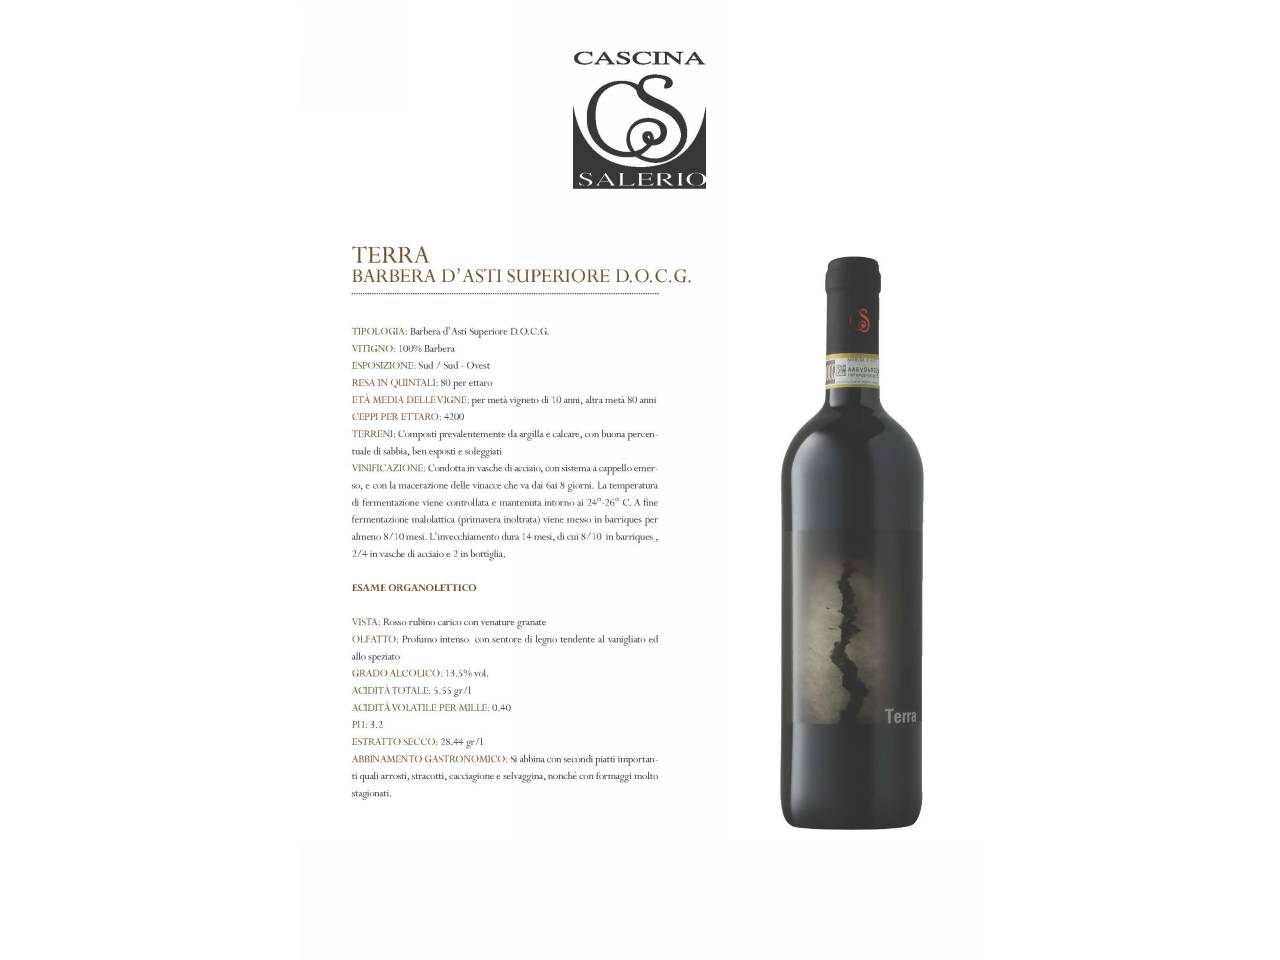 CASCINA
CS
SALERIO
TERRA
BARBERA D'ASTI SUPERIORE D.O.C.G.
TIPOLOGIA: Barbera d'Asti Superiore D.O.C.G.
VITIGNO: 100% Barbera
ESPOSIZIONE: Sud / Sud - Ovest
RESA IN QUINTALI: 80 per ettaro
ETÀ MEDIA DELLE VIGNE: per metà vigneto di 10 anni, altra metà 80 anni
CEPPI PER ETTARO: 4200
TERRENI: Composti prevalentemente da argilla e calcare, con buona percen-
tuale di sabbia, ben esposti e soleggiati
VINIFICAZIONE: Condotta in vasche di acciaio, con sistema a cappello emer-
so, e con la macerazione delle vinacce che va dai 6ai 8 giorni. La temperatura
di fermentazione viene controllata e mantenuta intorno ai 24°-26° C. A fine
fermentazione malolattica (primavera inoltrata) viene messo in barriques per
almeno 8/10 mesi. L'invecchiamento dura 14 mesi, di cui 8/10 in barriques ,
2/4 in vasche di acciaio e 2 in bottiglia.
ESAME ORGANOLETTICO
VISTA: Rosso rubino carico con venature granate
OLFATTO: Profumo intenso con sentore di legno tendente al vanigliato ed
allo speziato
GRADO ALCOLICO: 13.5% vol.
ACIDITÀ TOTALE: 5.55 gr/l
ACIDITÀ VOLATILE PER MILLE: 0.40
PH: 3.2
ESTRATTO SECCO: 28.44 gr/l
ABBINAMENTO GASTRONOMICO: Si abbina con secondi piatti importan-
ti quali arrosti, stracotti, cacciagione e selvaggina, nonché con formaggi molto
stagionati.
CS
Terra